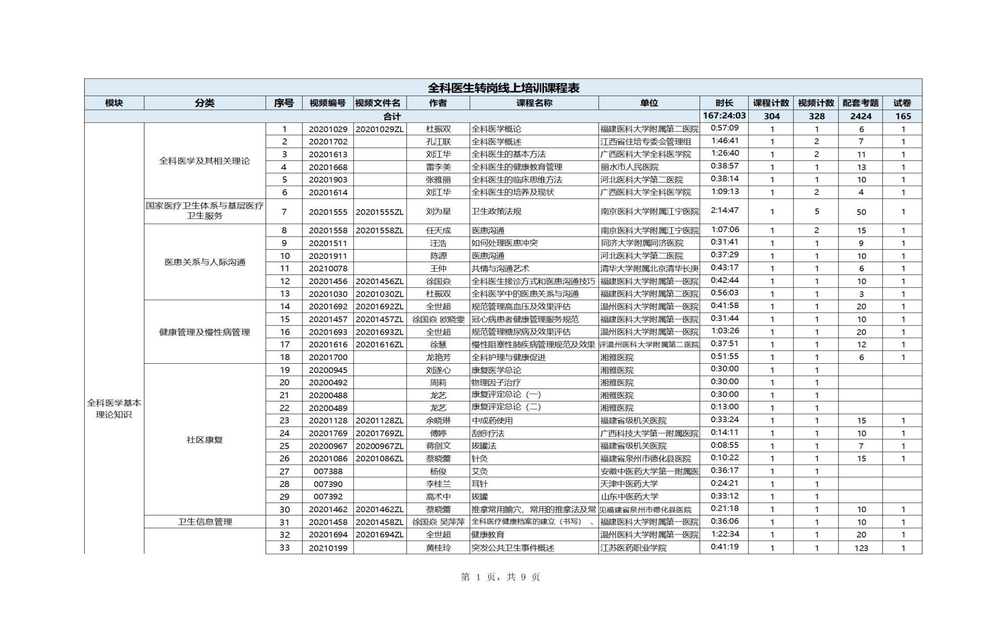 全科医生转岗线上培训课程表
模块 分类 序号 视频编号 视频文件名 作者 课程名称 单位 时长 课程计数 视频计数 配套考题 试卷
合计 167:24:03 304 328 2424 165
全科医学基本理论知识
全科医学及其相关理论
1 20201029 20201029ZL 杜振双 全科医学概论 福建医科大学附属第二医院 0:57:09 1 1 6 1
2 20201702 孔江联 全科医学概述 江西省住培专委会管理组 1:46:41 1 2 7 1
3 20201613 刘江华 全科医生的基本方法 广西医科大学全科医学院 1:26:40 1 2 11 1
4 20201668 雷李美 全科医生的健康教育管理 丽水市人民医院 0:38:57 1 1 13 1
5 20201903 张雅丽 全科医生的临床思维方法 河北医科大学第二医院 0:38:14 1 1 10 1
6 20201614 刘江华 全科医生的培养及现状 广西医科大学全科医学院 1:09:13 1 2 4 1
国家医疗卫生体系与基层医疗卫生服务
7 20201555 20201555ZL 刘为星 卫生政策法规 南京医科大学附属江宁医院 2:14:47 1 5 50 1
医患关系与人际沟通
8 20201558 20201558ZL 任天成 医患沟通 南京医科大学附属江宁医院 1:07:06 1 2 15 1
9 20201511 汪浩 如何处理医患冲突 同济大学附属同济医院 0:31:41 1 1 9 1
10 20201911 陈源 医患沟通 河北医科大学第二医院 0:37:29 1 1 10 1
11 20210078 王仲 共情与沟通艺术 清华大学附属北京清华长庚 0:43:17 1 1 6 1
12 20201456 20201456ZL 徐国焱 全科医生接诊方式和医患沟通技巧 福建医科大学附属第一医院 0:42:44 1 1 10 1
13 20201030 20201030ZL 杜振双 全科医学中的医患关系与沟通 福建医科大学附属第二医院 0:56:03 1 1 3 1
健康管理及慢性病管理
14 20201692 20201692ZL 全世超 规范管理高血压及效果评估 温州医科大学附属第一医院 0:41:58 1 1 20 1
15 20201457 20201457ZL 徐国焱 欧晓雯 冠心病患者健康管理服务规范 福建医科大学附属第一医院 0:31:44 1 1 10 1
16 20201693 20201693ZL 全世超 规范管理糖尿病及效果评估 温州医科大学附属第一医院 1:03:26 1 1 20 1
17 20201616 20201616ZL 徐慧 慢性阻塞性肺疾病管理规范及效果评温州医科大学附属第二医院 0:37:51 1 1 12 1
18 20201700 龙艳芳 全科护理与健康促进 湘雅医院 0:51:55 1 1 6 1
社区康复
19 20200945 刘遂心 康复医学总论 湘雅医院 0:30:00 1 1
20 20200492 周莉 物理因子治疗 湘雅医院 0:30:00 1 1
21 20200488 龙艺 康复评定总论（一） 湘雅医院 0:30:00 1 1
22 20200489 龙艺 康复评定总论（二） 湘雅医院 0:13:00 1 1
23 20201128 20201128ZL 余晓琳 中成药使用 福建省级机关医院 0:33:24 1 1 15 1
24 20201769 20201769ZL 傅婷 刮痧疗法 广西科技大学第一附属医院 0:14:11 1 1 10 1
25 20200967 20200967ZL 蒋剑文 拔罐法 福建省级机关医院 0:08:55 1 1 7 1
26 20201086 20201086ZL 蔡晓蕾 针灸 福建省泉州市德化县医院 0:10:22 1 1 15 1
27 007388 杨俊 艾灸 安徽中医药大学第一附属医 0:36:17 1 1
28 007390 李桂兰 耳针 天津中医药大学 0:24:21 1 1
29 007392 高术中 拔罐 山东中医药大学 0:33:12 1 1
30 20201462 20201462ZL 蔡晓蕾 推拿常用腧穴，常用的推拿法及常见福建省泉州市德化县医院 0:21:18 1 1 10 1
卫生信息管理
31 20201458 20201458ZL 徐国焱 吴萍萍 全科医疗健康档案的建立（书写）、 福建医科大学附属第一医院 0:36:06 1 1 10 1
32 20201694 20201694ZL 全世超 健康教育 温州医科大学附属第一医院 1:22:34 1 1 20 1
33 20210199 黄桂玲 突发公共卫生事件概述 江苏医药职业学院 0:41:19 1 1 123 1
第 1 页，共 9 页